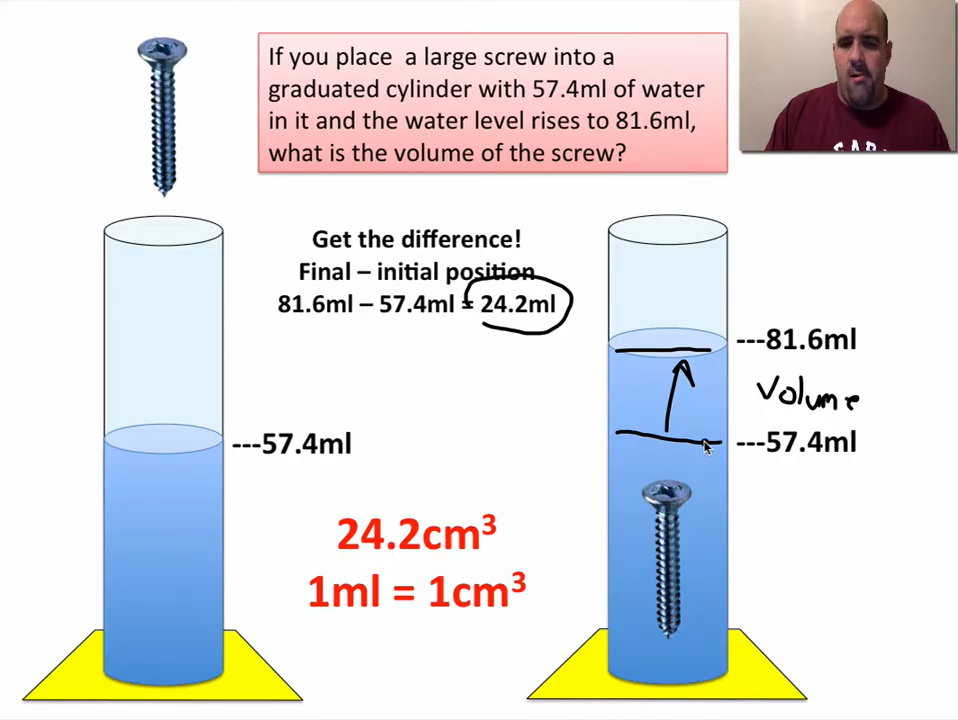 If you place  a large screw into a
graduated cylinder with 57.4ml of water
in it and the water level rises to 81.6ml,
what is the volume of the screw?
Get the difference!
Final – initial position
81.6ml – 57.4ml = 24.2ml
---81.6ml
Volume
---57.4ml
---57.4ml
24.2cm³
1ml = 1cm³